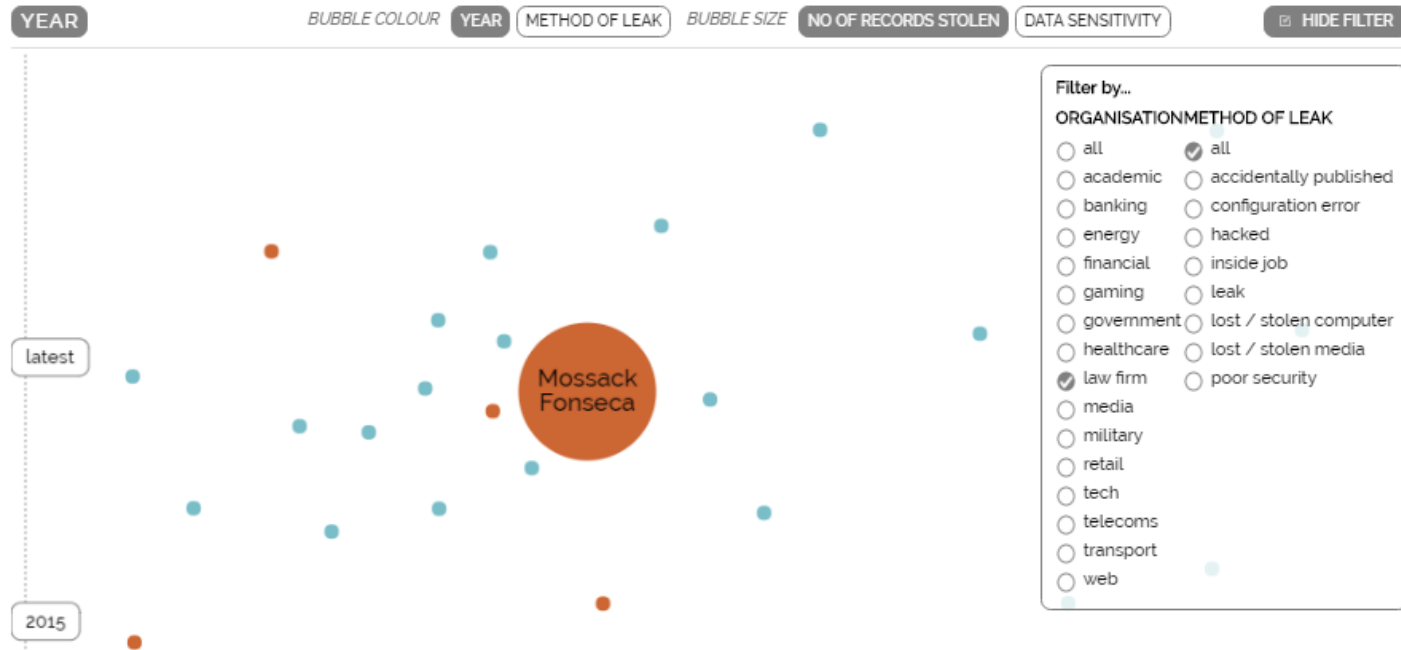 YEAR BUBBLE COLOUR YEAR METHOD OF LEAK BUBBLE SIZE NO OF RECORDS STOLEN DATA SENSITIVITY HIDE FILTER
Filter by...
ORGANISATION METHOD OF LEAK
all all
academic accidentally published
banking configuration error
energy hacked
financial inside job
gaming leak
government lost / stolen computer
healthcare lost / stolen media
law firm poor security
media
military
retail
tech
telecoms
transport
web
latest
Mossack
Fonseca
2015